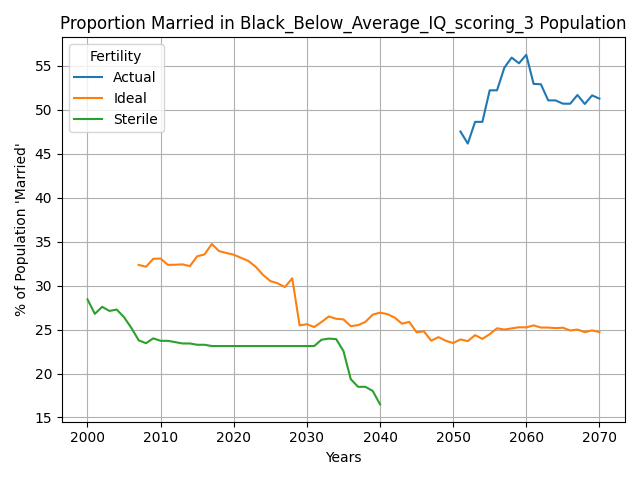 Proportion Married in Black_Below_Average_IQ_scoring_3 Population
Fertility
Actual
Ideal
Sterile
% of Population 'Married'
55
50
45
40
35
30
25
20
15
2000 2010 2020 2030 2040 2050 2060 2070
Years